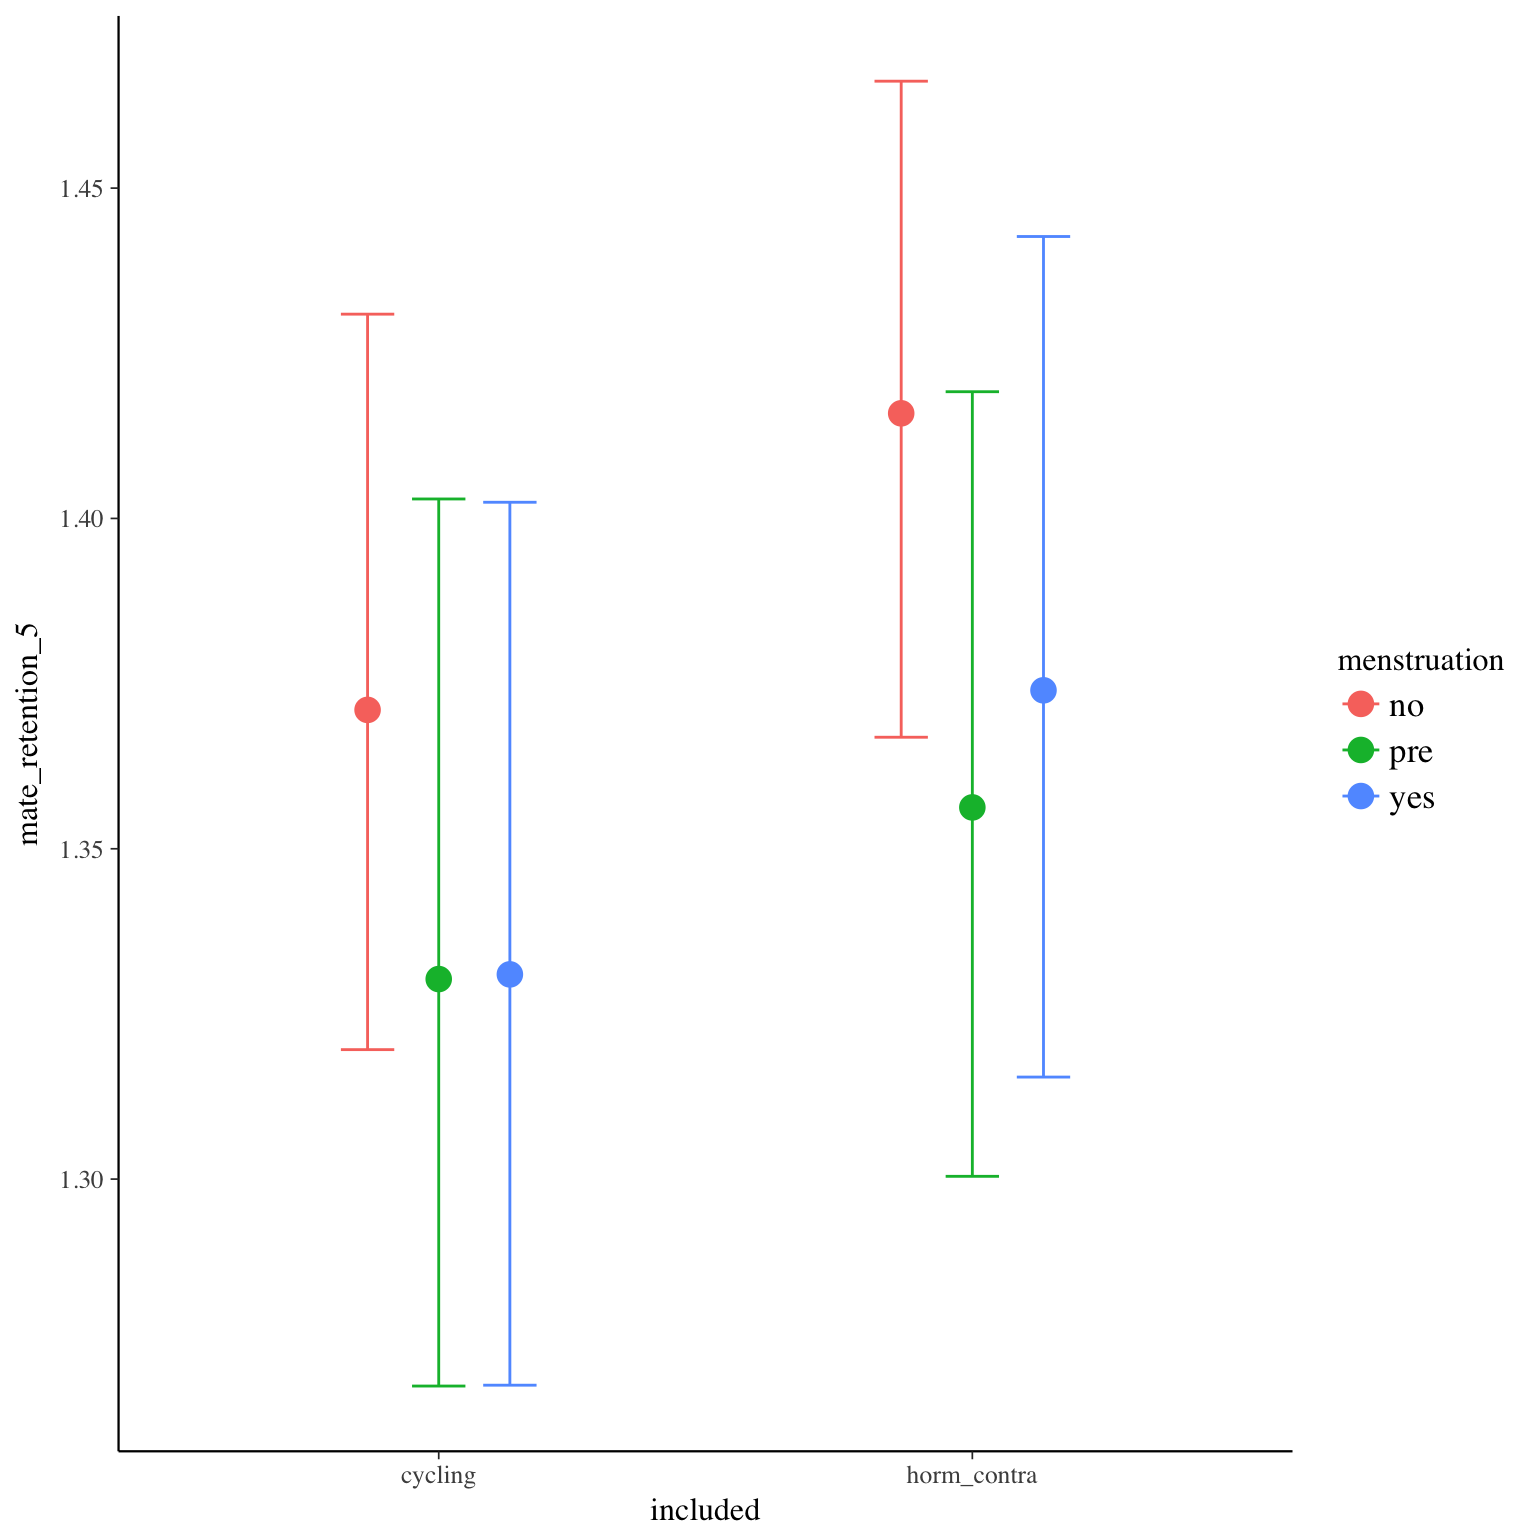 mate_retention_5
1.45
1.40
1.35
1.30
cycling
horm_contra
included
menstruation
no
pre
yes